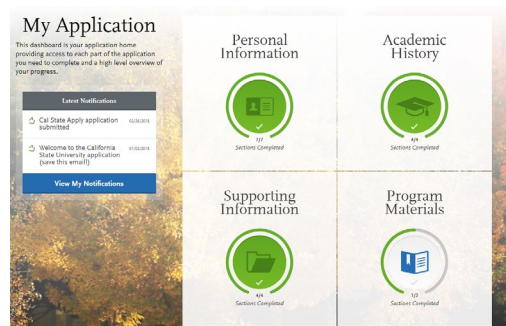 My Application
This dashboard is your application home
providing access to each part of the application
you need to complete and a high level overview of
your progress.
Latest Notifications
Cal State Apply application
submitted
Welcome to the California
State University application
(save this email!)
View My Notifications
Personal
Information
7/7
Sections Completed
Academic
History
4/4
Sections Completed
Supporting
Information
4/4
Sections Completed
Program
Materials
1/2
Sections Completed